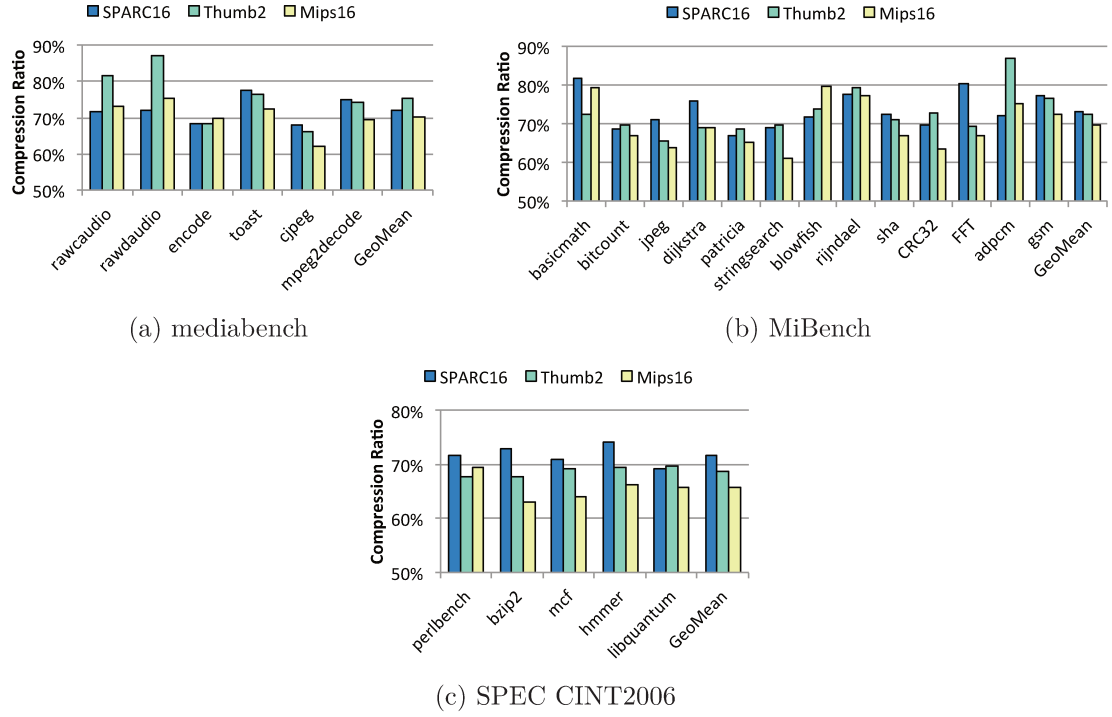 SPARC16 Thumb2 Mips16
Compression Ratio
90%
80%
70%
60%
50%
rawcaudio
rawdaudio
encode
toast
cjpeg
mpeg2decode
GeoMean
(a) mediabench
SPARC16 Thumb2 Mips16
Compression Ratio
90%
80%
70%
60%
50%
basicmath
bitcount
jpeg
dijkstra
patricia
stringsearch
blowfish
rijndael
sha
CRC32
FFT
adpcm
gsm
GeoMean
(b) MiBench
SPARC16 Thumb2 Mips16
Compression Ratio
80%
70%
60%
50%
perlbench
bzip2
mcf
hmmer
libquantum
GeoMean
(c) SPEC CINT2006